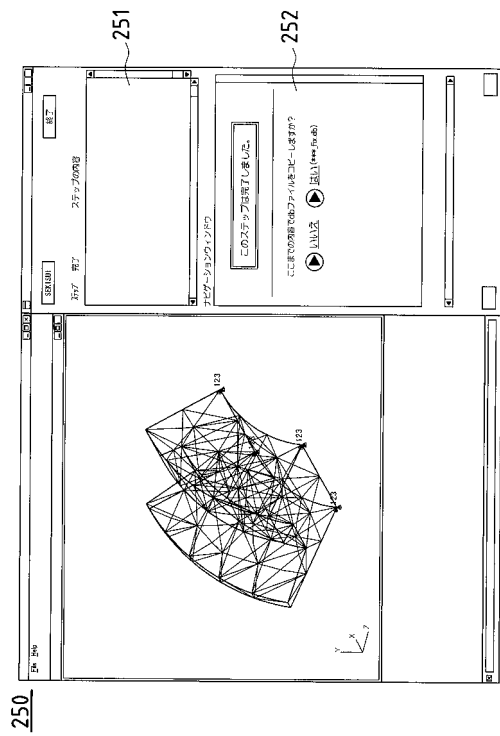 250
File Help
123
123
123
Y
X
Z
SEKISOU
終了
ステップ 完了 ステップの内容
251
ナビゲーションウィンドウ
252
このステップは完了しました。
ここまでの内容でdbファイルをコピーしますか?
いいえ はい(***_fix.db)